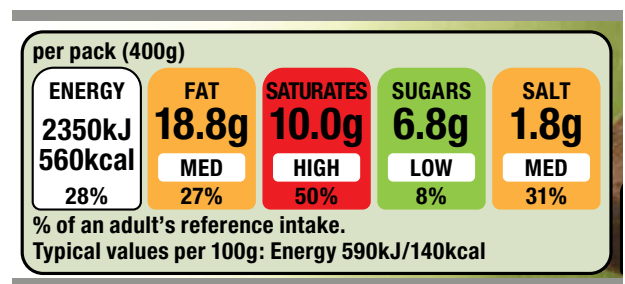 per pack (400g)
ENERGY FAT SATURATES SUGARS SALT
2350kJ 18.8g 10.0g 6.8g 1.8g
560kcal MED HIGH LOW MED
28% 27% 50% 8% 31%
% of an adult's reference intake.
Typical values per 100g: Energy 590kJ/140kcal